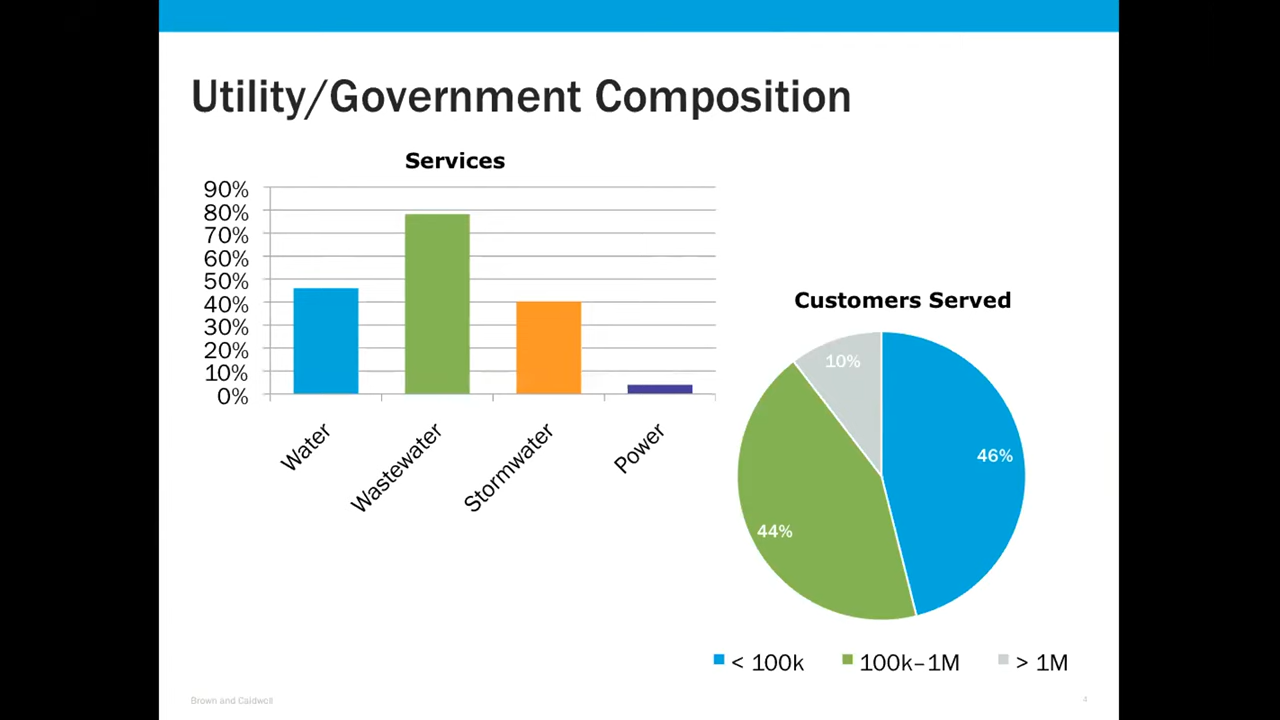 Utility/Government Composition
Services
90%
80%
70%
60%
50%
40%
30%
20%
10%
0%
Water
Wastewater
Stormwater
Power
Customers Served
10%
46%
44%
< 100k
100k–1M
> 1M
Brown and Caldwell
4